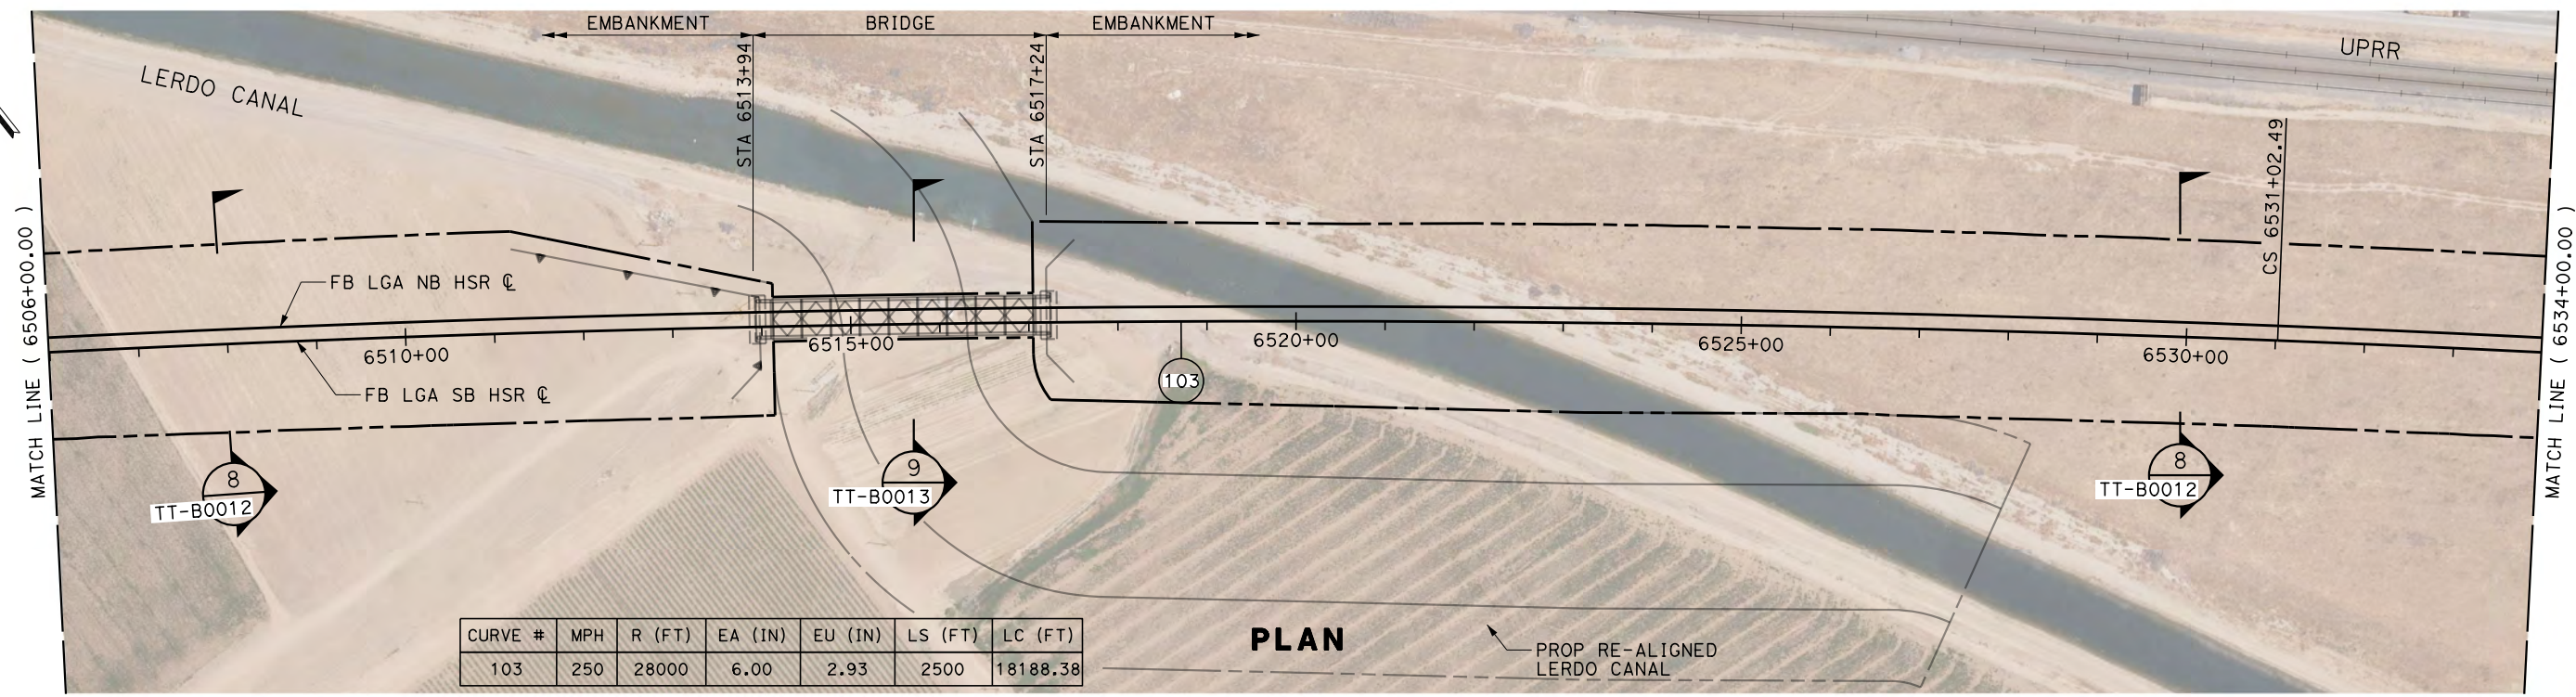 EMBANKMENT
BRIDGE
EMBANKMENT
UPRR
LERDO CANAL
STA 6513+94
STA 6517+24
CS 6531+02.49
MATCH LINE ( 6506+00.00 )
MATCH LINE ( 6534+00.00 )
FB LGA NB HSR ℄
6510+00
6515+00
6520+00
6525+00
6530+00
FB LGA SB HSR ℄
103
8
TT-B0012
9
TT-B0013
8
TT-B0012
CURVE # MPH R (FT) EA (IN) EU (IN) LS (FT) LC (FT)
103 250 28000 6.00 2.93 2500 18188.38
PLAN
PROP RE-ALIGNED
LERDO CANAL